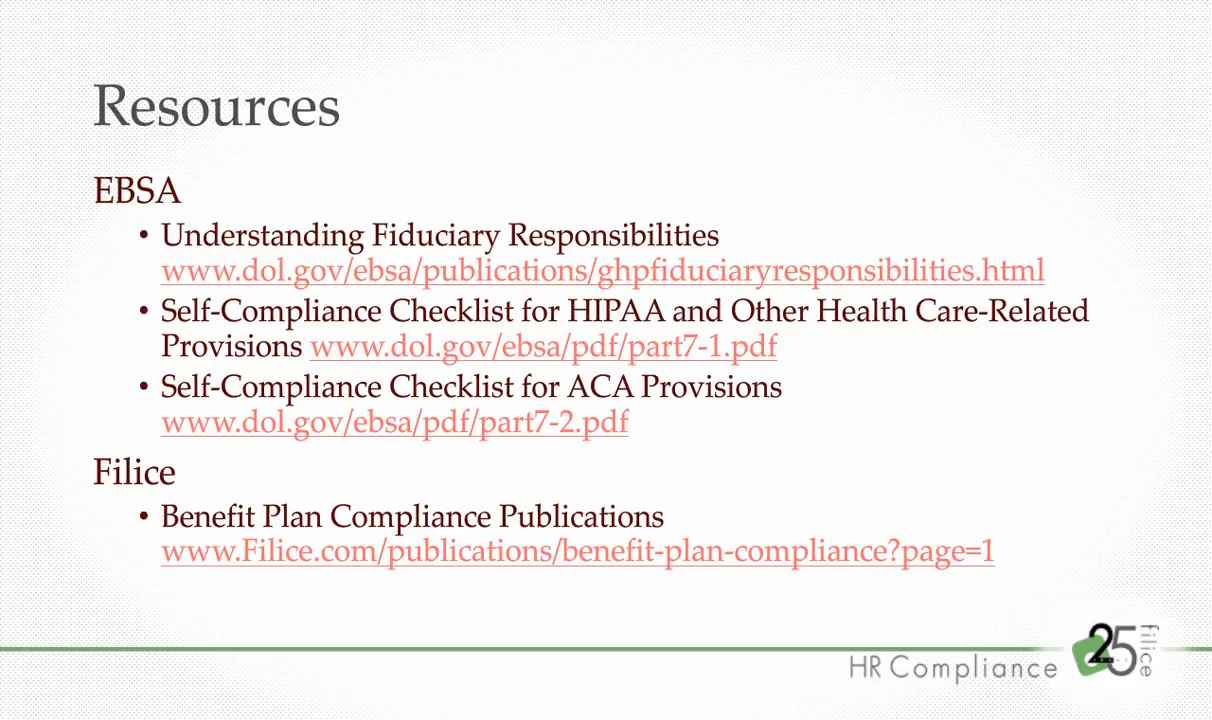 Resources
EBSA
• Understanding Fiduciary Responsibilities
www.dol.gov/ebsa/publications/ghpfiduciaryresponsibilities.html
• Self-Compliance Checklist for HIPAA and Other Health Care-Related
Provisions www.dol.gov/ebsa/pdf/part7-1.pdf
• Self-Compliance Checklist for ACA Provisions
www.dol.gov/ebsa/pdf/part7-2.pdf
Filice
• Benefit Plan Compliance Publications
www.Filice.com/publications/benefit-plan-compliance?page=1
HR Compliance
25
filice